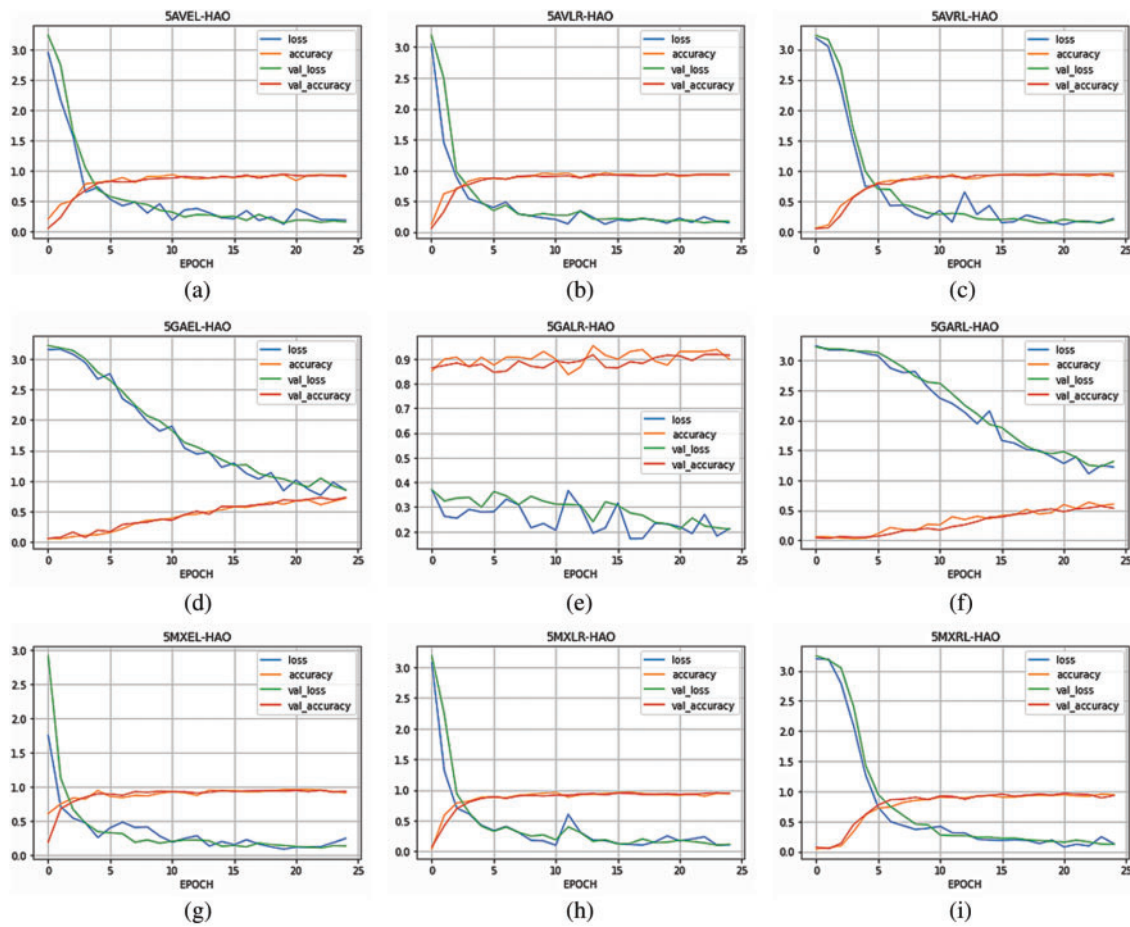 5AVEL-HAO
3.0
2.5
2.0
1.5
1.0
0.5
0.0
loss
accuracy
val_loss
val_accuracy
0 5 10 15 20 25
EPOCH
(a)
5AVLR-HAO
3.0
2.5
2.0
1.5
1.0
0.5
0.0
loss
accuracy
val_loss
val_accuracy
0 5 10 15 20 25
EPOCH
(b)
5AVRL-HAO
3.0
2.5
2.0
1.5
1.0
0.5
0.0
loss
accuracy
val_loss
val_accuracy
0 5 10 15 20 25
EPOCH
(c)
5GAEL-HAO
3.0
2.5
2.0
1.5
1.0
0.5
0.0
loss
accuracy
val_loss
val_accuracy
0 5 10 15 20 25
EPOCH
(d)
5GALR-HAO
0.9
0.8
0.7
0.6
0.5
0.4
0.3
0.2
loss
accuracy
val_loss
val_accuracy
0 5 10 15 20 25
EPOCH
(e)
5GARL-HAO
3.0
2.5
2.0
1.5
1.0
0.5
0.0
loss
accuracy
val_loss
val_accuracy
0 5 10 15 20 25
EPOCH
(f)
5MXEL-HAO
3.0
2.5
2.0
1.5
1.0
0.5
0.0
loss
accuracy
val_loss
val_accuracy
0 5 10 15 20 25
EPOCH
(g)
5MXLR-HAO
3.0
2.5
2.0
1.5
1.0
0.5
0.0
loss
accuracy
val_loss
val_accuracy
0 5 10 15 20 25
EPOCH
(h)
5MXRL-HAO
3.0
2.5
2.0
1.5
1.0
0.5
0.0
loss
accuracy
val_loss
val_accuracy
0 5 10 15 20 25
EPOCH
(i)